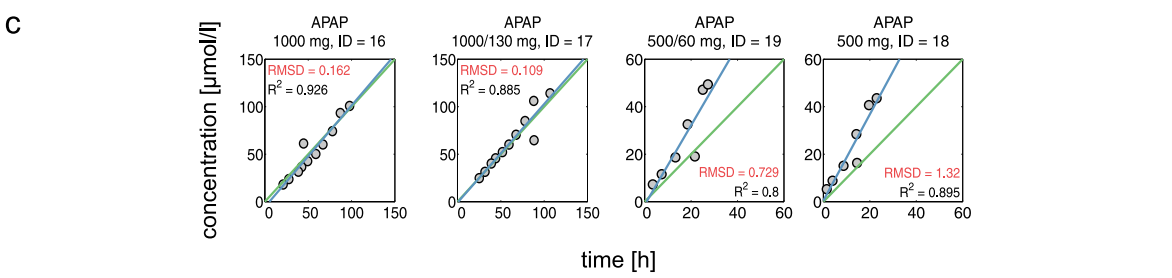 C
APAP
1000 mg, ID = 16
APAP
1000/130 mg, ID = 17
APAP
500/60 mg, ID = 19
APAP
500 mg, ID = 18
concentration [μmol/l]
150
100
50
0
RMSD = 0.162
R² = 0.926
0 50 100 150
150
100
50
0
RMSD = 0.109
R² = 0.885
0 50 100 150
60
40
20
0
RMSD = 0.729
R² = 0.8
0 20 40 60
60
40
20
0
RMSD = 1.32
R² = 0.895
0 20 40 60
time [h]